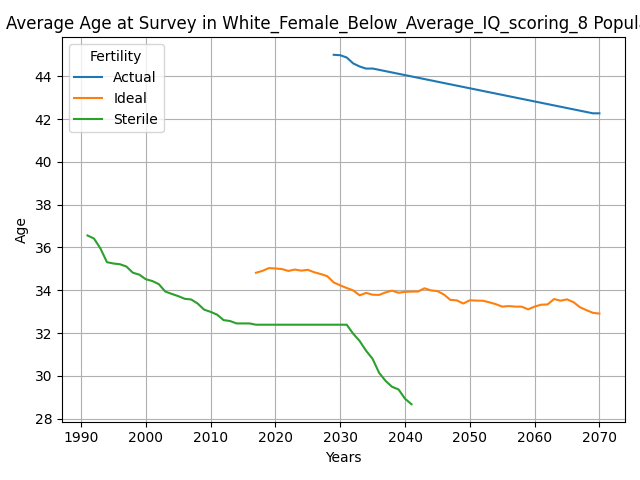 Average Age at Survey in White_Female_Below_Average_IQ_scoring_8 Popul
Fertility
Actual
Ideal
Sterile
44
42
40
38
36
34
32
30
28
Age
1990 2000 2010 2020 2030 2040 2050 2060 2070
Years